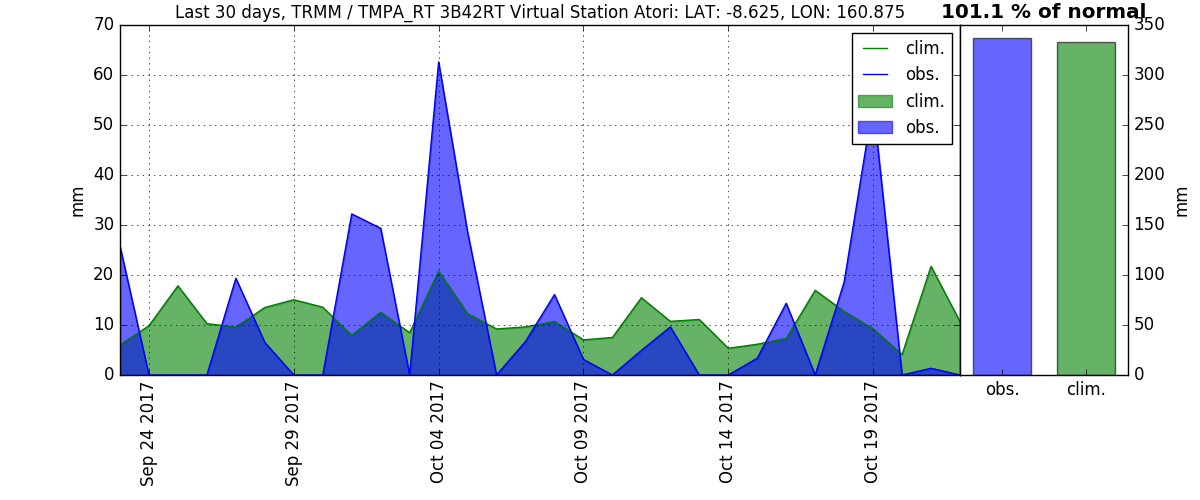 Last 30 days, TRMM / TMPA_RT 3B42RT Virtual Station Atori: LAT: -8.625, LON: 160.875
101.1 % of normal
70
60
50
40
30
20
10
0
mm
clim.
obs.
clim.
obs.
350
300
250
200
150
100
50
0
mm
Sep 24 2017
Sep 29 2017
Oct 04 2017
Oct 09 2017
Oct 14 2017
Oct 19 2017
obs.
clim.